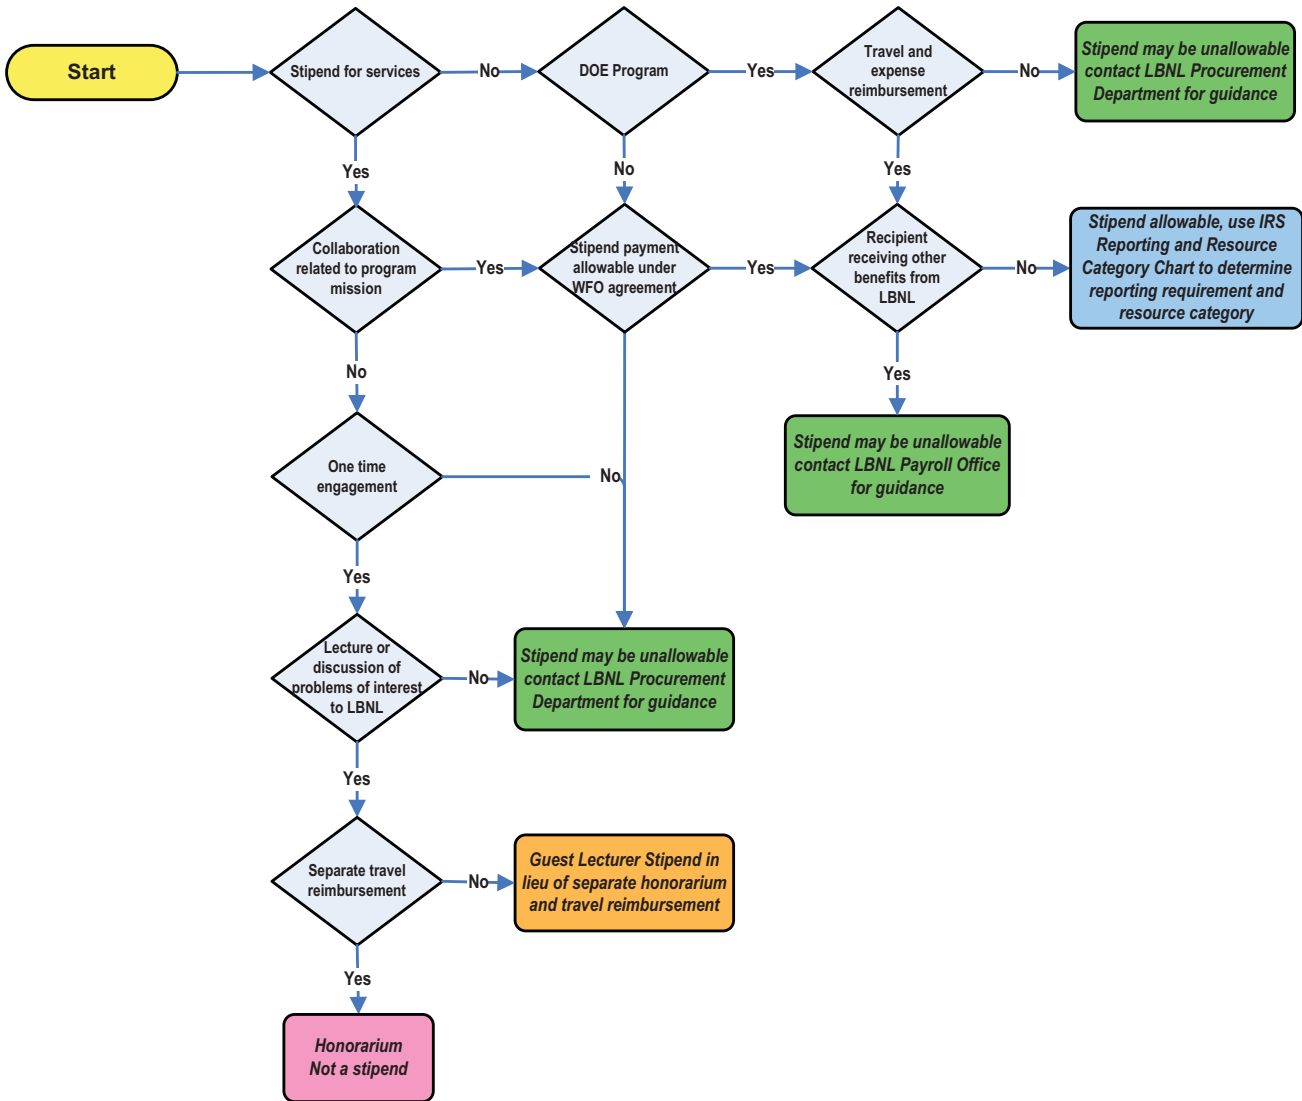 Start
Stipend for services
No
DOE Program
Yes
Travel and
expense
reimbursement
No
Stipend may be unallowable
contact LBNL Procurement
Department for guidance
Yes
No
Yes
Collaboration
related to program
mission
Yes
Stipend payment
allowable under
WFO agreement
Yes
Recipient
receiving other
benefits from
LBNL
No
Stipend allowable, use IRS
Reporting and Resource
Category Chart to determine
reporting requirement and
resource category
No
Yes
One time
engagement
No
Stipend may be unallowable
contact LBNL Payroll Office
for guidance
Yes
Lecture or
discussion of
problems of interest
to LBNL
No
Stipend may be unallowable
contact LBNL Procurement
Department for guidance
Yes
Separate travel
reimbursement
No
Guest Lecturer Stipend in
lieu of separate honorarium
and travel reimbursement
Yes
Honorarium
Not a stipend